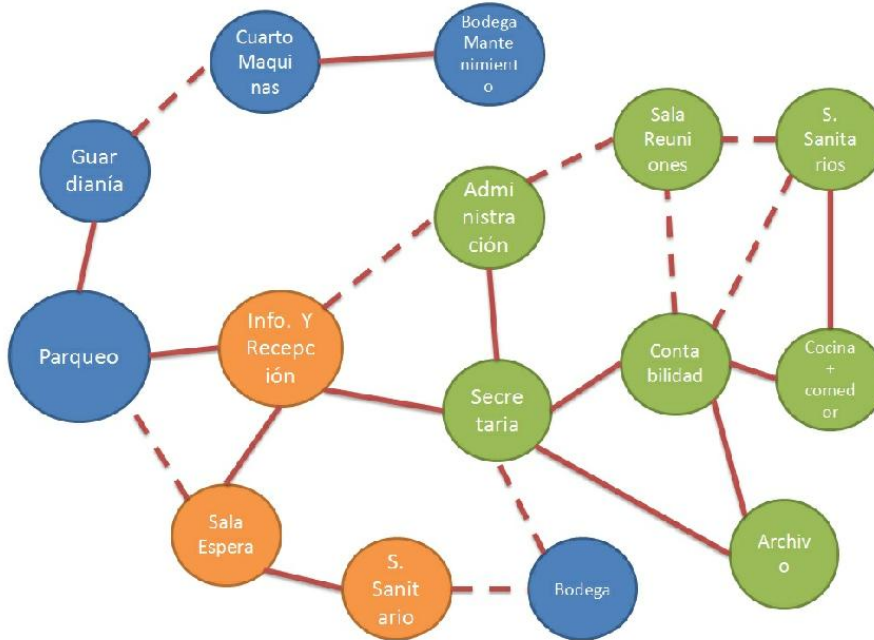 Cuarto
Maqui
nas
Bodega
Mante
nimient
o
Sala
Reuni
ones
S.
Sanita
rios
Guar
dianía
Admi
nistra
ción
Parqueo
Info. Y
Recepc
ión
Secre
taria
Conta
bilidad
Cocina
+
comed
or
Sala
Espera
S.
Sanit
ario
Bodega
Archiv
o